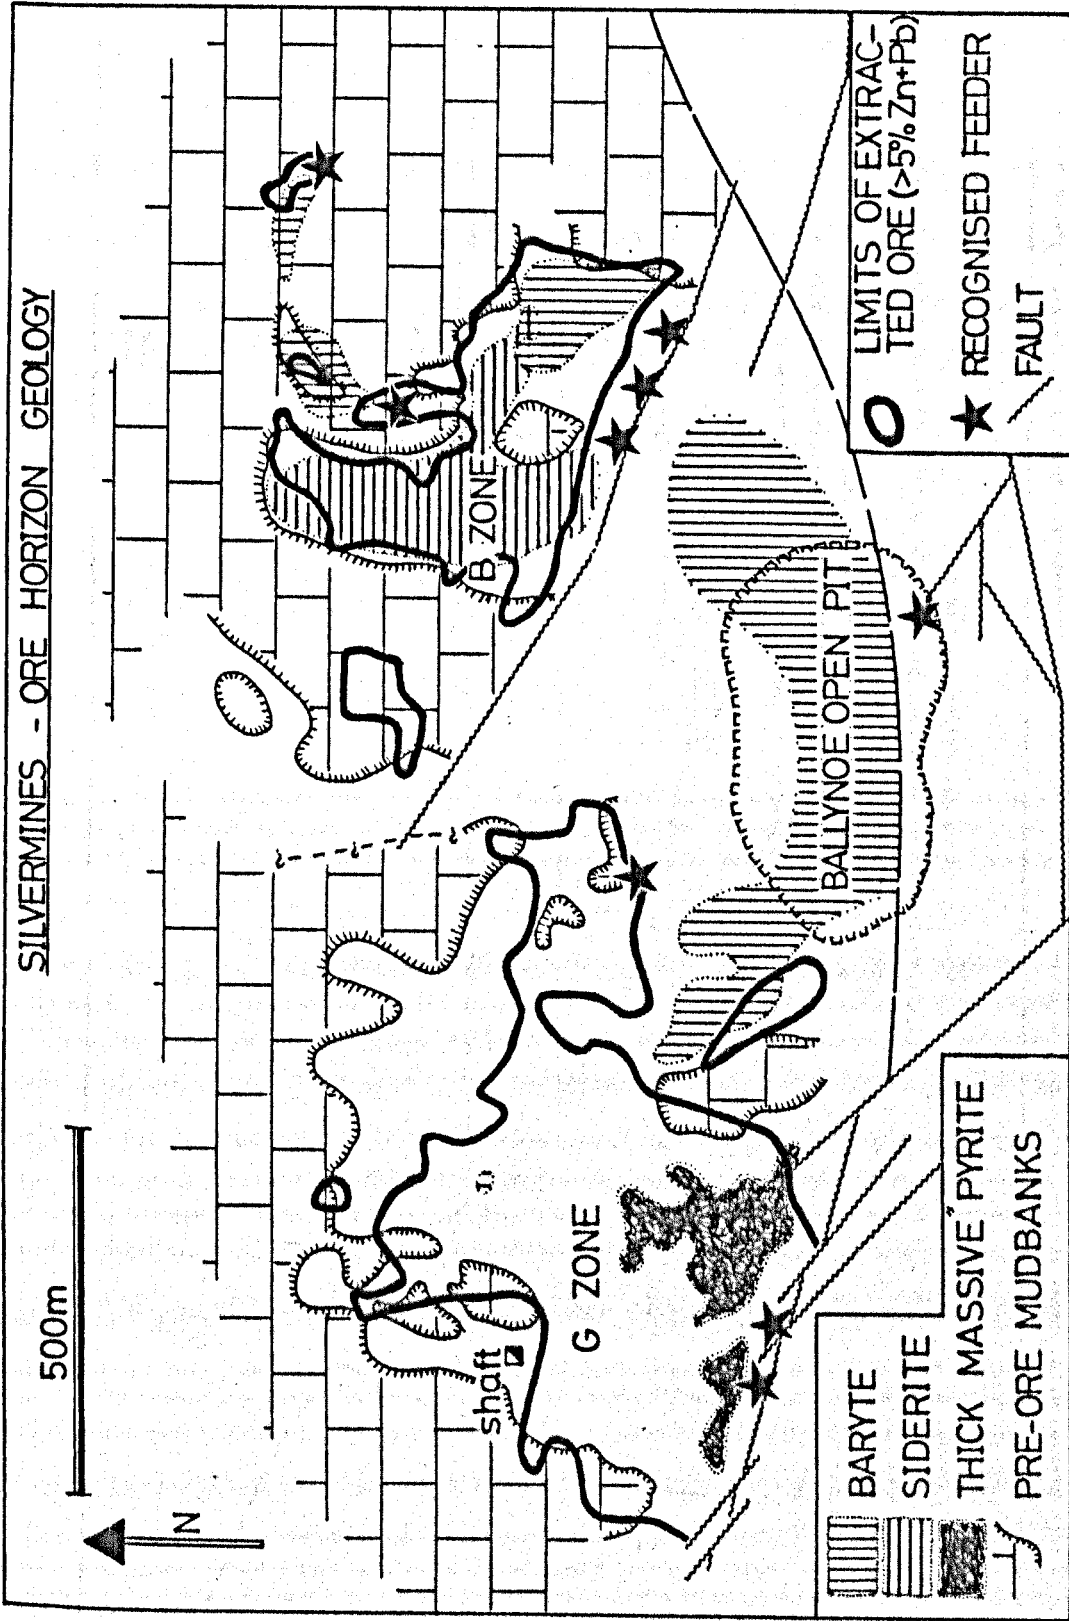 SILVERMINES - ORE HORIZON GEOLOGY
500m
N
shaft
G ZONE
B ZONE
BALLYNOE OPEN PIT
BARYTE
SIDERITE
THICK "MASSIVE" PYRITE
PRE-ORE MUDBANKS
LIMITS OF EXTRAC-
TED ORE (>5% Zn+Pb)
RECOGNISED FEEDER
FAULT